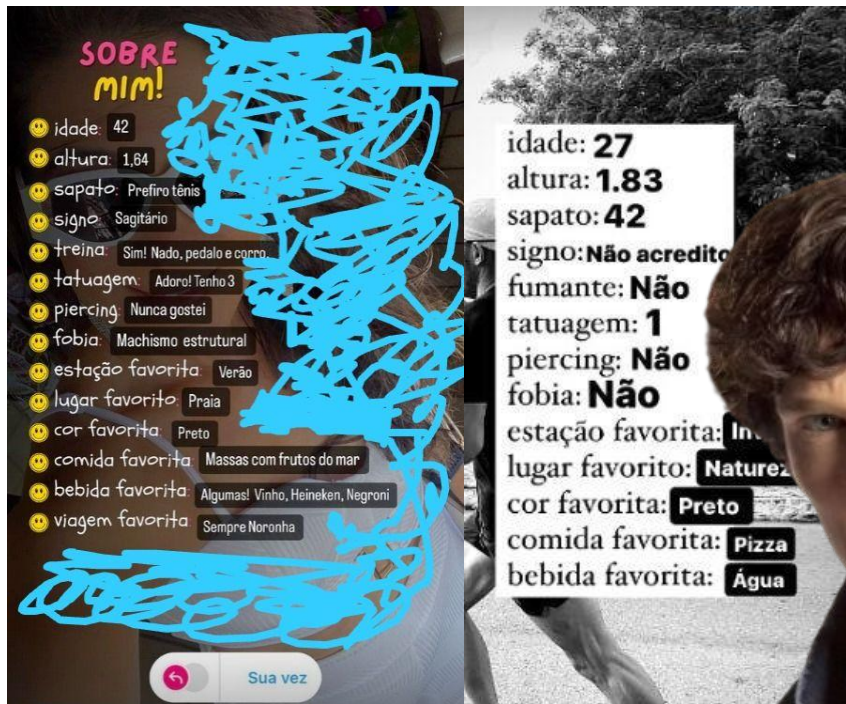 SOBRE
MIM!
idade: 42
altura: 1,64
sapato: Prefiro tênis
signo: Sagitário
treina: Sim! Nado, pedalo e corro.
tatuagem: Adoro! Tenho 3
piercing: Nunca gostei
fobia: Machismo estrutural
estação favorita: Verão
lugar favorito: Praia
cor favorita: Preto
comida favorita: Massas com frutos do mar
bebida favorita: Algumas! Vinho, Heineken, Negroni
viagem favorita Sempre Noronha
Sua vez
idade: 27
altura: 1.83
sapato: 42
signo: Não acredito
fumante: Não
tatuagem: 1
piercing: Não
fobia: Não
estação favorita:
lugar favorito:
cor favorita: Preto
comida favorita: Pizza
bebida favorita: Água